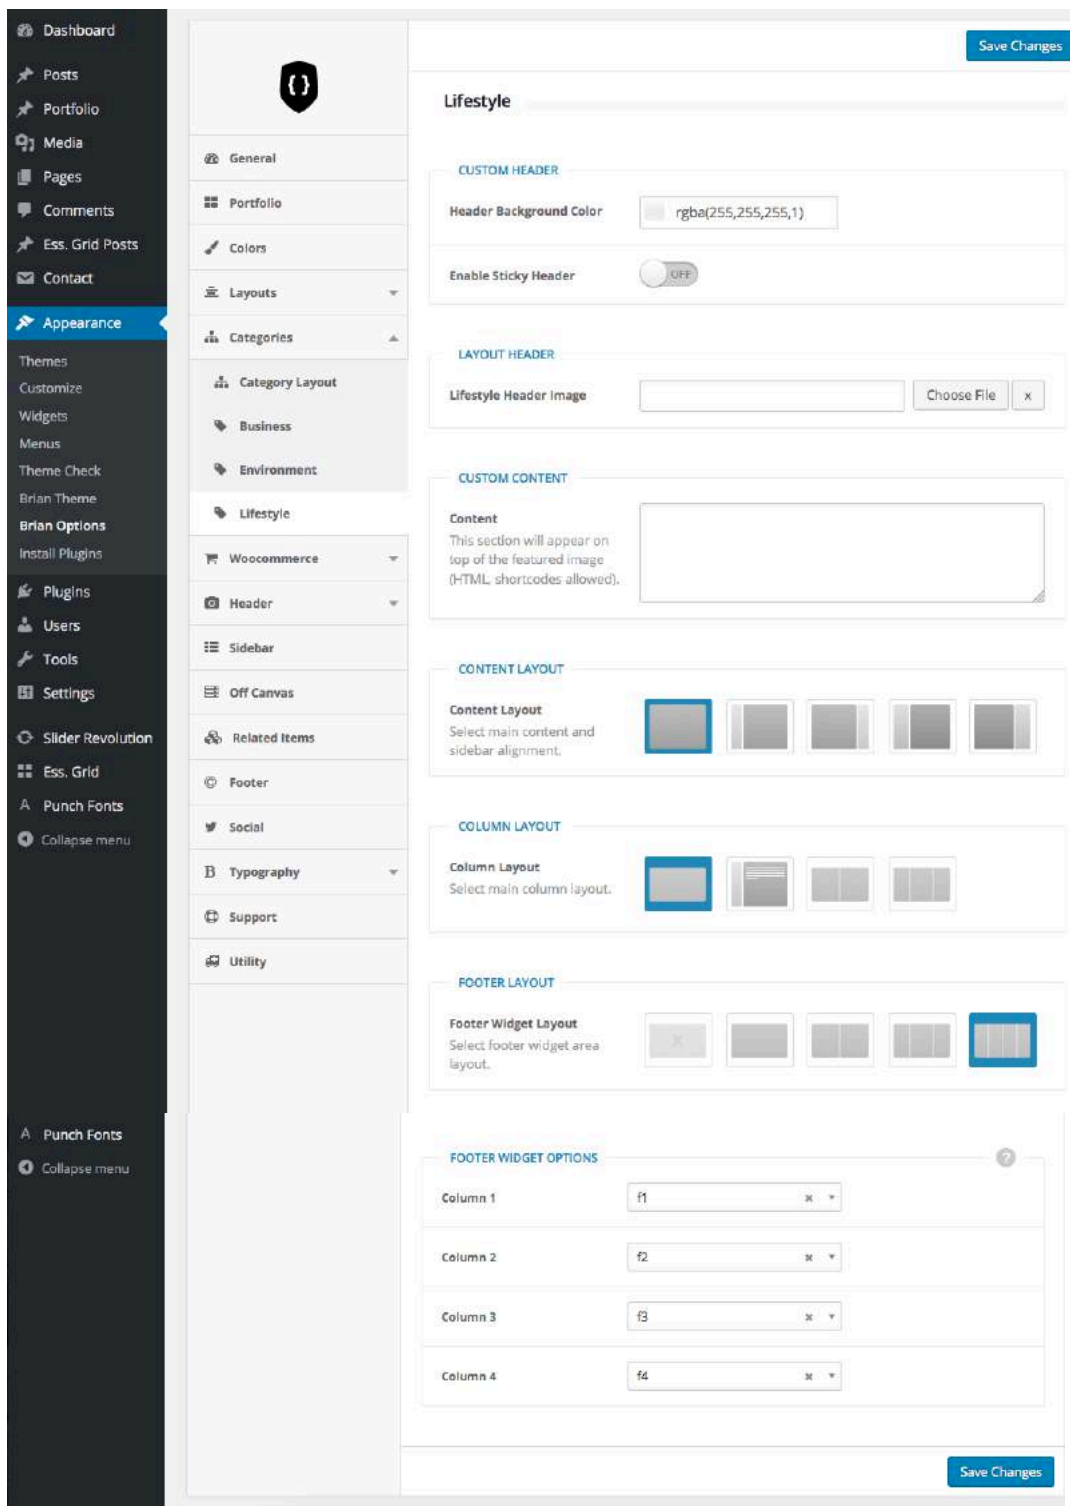 Dashboard
Posts
Portfolio
Media
Pages
Comments
Ess. Grid Posts
Contact
Appearance
Themes
Customize
Widgets
Menus
Theme Check
Brian Theme
Brian Options
Install Plugins
Plugins
Users
Tools
Settings
Slider Revolution
Ess. Grid
A Punch Fonts
Collapse menu
{ }
General
Portfolio
Colors
Layouts
Categories
Category Layout
Business
Environment
Lifestyle
Woocommerce
Header
Sidebar
Off Canvas
Related Items
© Footer
Social
B Typography
Support
Utility
Save Changes
Lifestyle
CUSTOM HEADER
Header Background Color
rgba(255,255,255,1)
Enable Sticky Header
OFF
LAYOUT HEADER
Lifestyle Header Image
Choose File
x
CUSTOM CONTENT
Content
This section will appear on
top of the featured image
(HTML, shortcodes allowed).
CONTENT LAYOUT
Content Layout
Select main content and
sidebar alignment.
COLUMN LAYOUT
Column Layout
Select main column layout.
FOOTER LAYOUT
Footer Widget Layout
Select footer widget area
layout.
A Punch Fonts
Collapse menu
FOOTER WIDGET OPTIONS
?
Column 1
f1
Column 2
f2
Column 3
f3
Column 4
f4
Save Changes